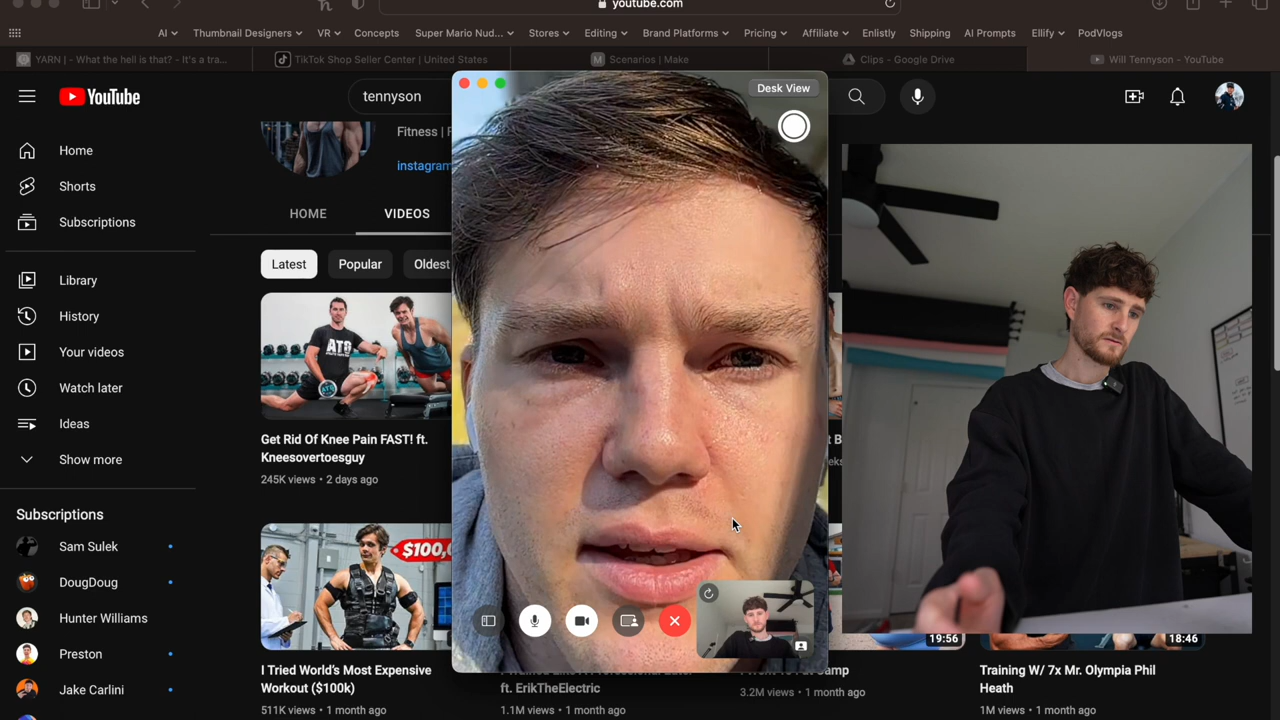 youtube.com
AI
Thumbnail Designers
VR
Concepts
Super Mario Nud...
Stores
Editing
Brand Platforms
Pricing
Affiliate
Enlistly
Shipping
AI Prompts
Ellify
PodVlogs
YARN | - What the hell is that? - It's a tra...
TikTok Shop Seller Center | United States
M Scenarios | Make
Clips - Google Drive
Will Tennyson - YouTube
YouTube
tennyson
Desk View
Home
Shorts
Subscriptions
Library
History
Your videos
Watch later
Ideas
Show more
Subscriptions
Sam Sulek
DougDoug
Hunter Williams
Preston
Jake Carlini
Fitness |
instagram
HOME
VIDEOS
Latest
Popular
Oldest
ATG
Get Rid Of Knee Pain FAST! ft.
Kneesovertoesguy
245K views • 2 days ago
$100,
I Tried World's Most Expensive
Workout ($100k)
511K views • 1 month ago
ft. ErikTheElectric
1.1M views • 1 month ago
19:56
3.2M views • 1 month ago
18:46
Training W/ 7x Mr. Olympia Phil
Heath
1M views • 1 month ago